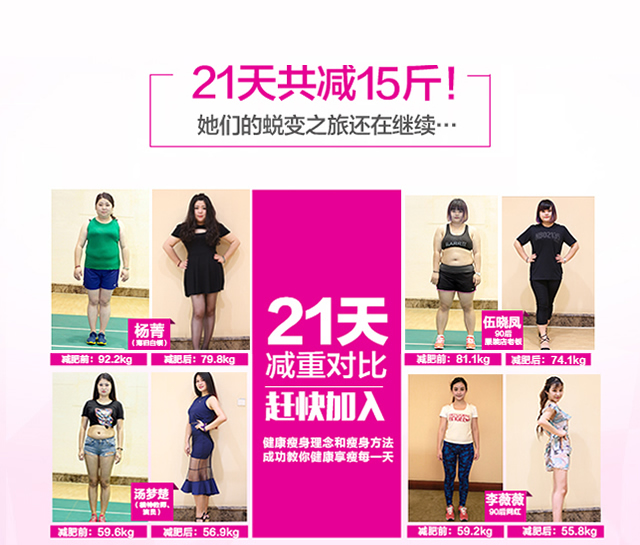 21天共减15斤!
她们的蜕变之旅还在继续…
杨菁
减肥前:92.2kg
减肥后:79.8kg
21天
减重对比
赶快加入
健康瘦身理念和瘦身方法
成功教你健康享瘦每一天
伍晓凤
90后
服装店老板
减肥前:81.1kg
减肥后:74.1kg
汤梦楚
减肥前:59.6kg
减肥后:56.9kg
李薇薇
90后网红
减肥前:59.2kg
减肥后:55.8kg